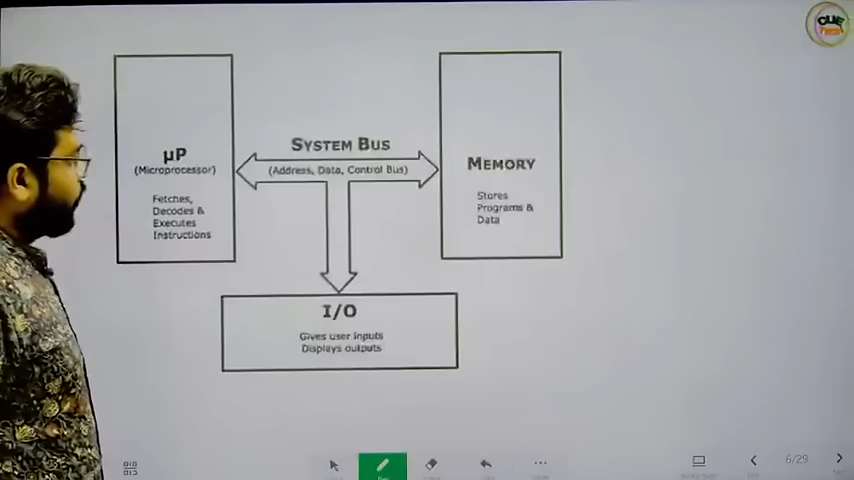 CUE
µP
(Microprocessor)
Fetches,
Decodes &
Executes
Instructions
SYSTEM BUS
(Address, Data, Control Bus)
MEMORY
Stores
Programs &
Data
I/O
Gives user inputs
Displays outputs
6/29